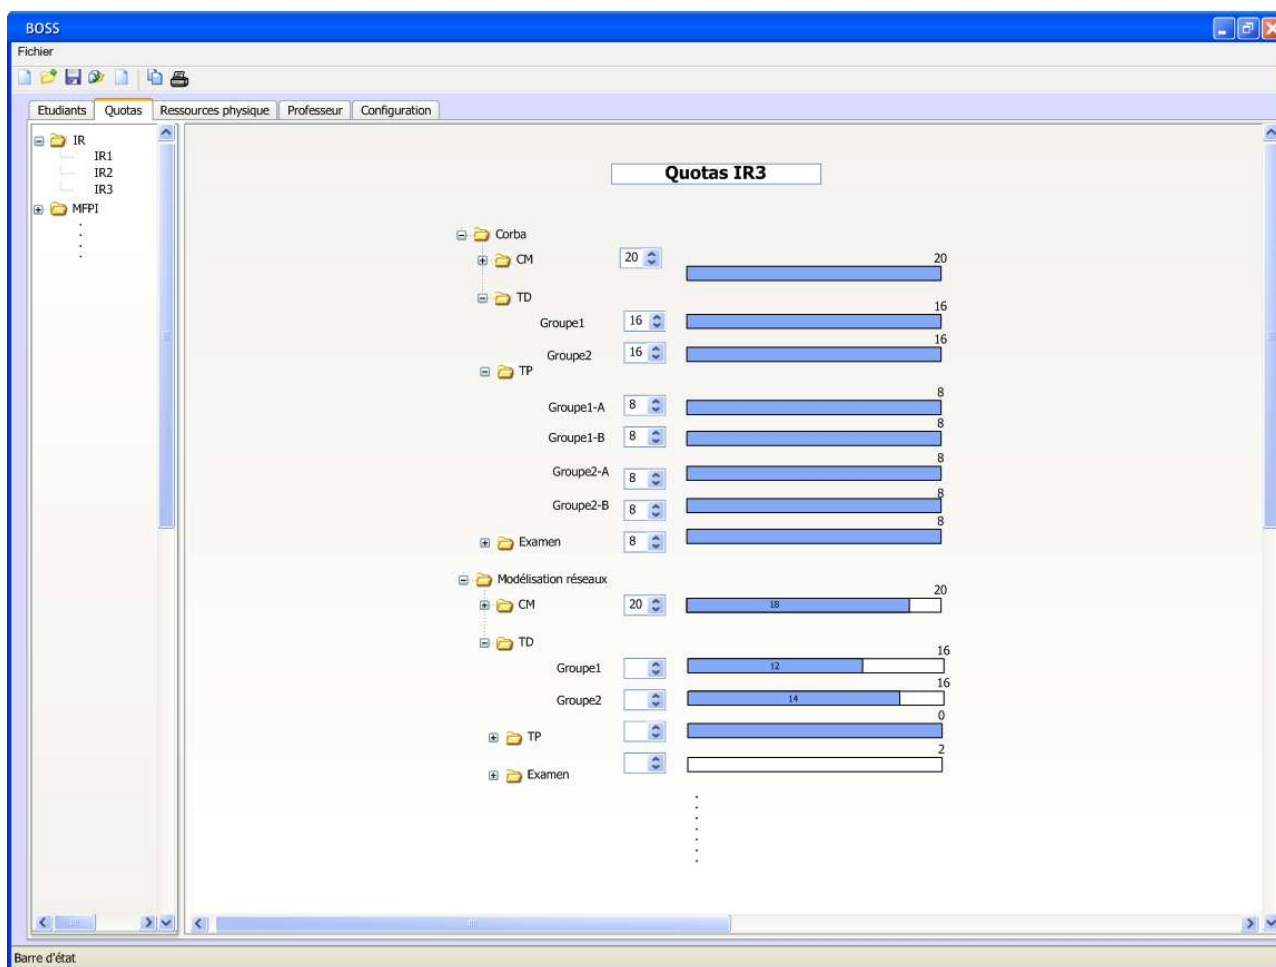 BOSS
Fichier
Etudiants Quotas Ressources physique Professeur Configuration
IR
IR1
IR2
IR3
MFPI
Quotas IR3
Corba
CM 20 20
TD
16
Groupe1 16
16
Groupe2 16
TP
8
Groupe1-A 8
8
Groupe1-B 8
8
Groupe2-A 8
8
Groupe2-B 8
8
Examen 8
Modélisation réseaux
20
CM 20 18
TD
16
Groupe1 12
16
Groupe2 14
0
TP
2
Examen
Barre d'état